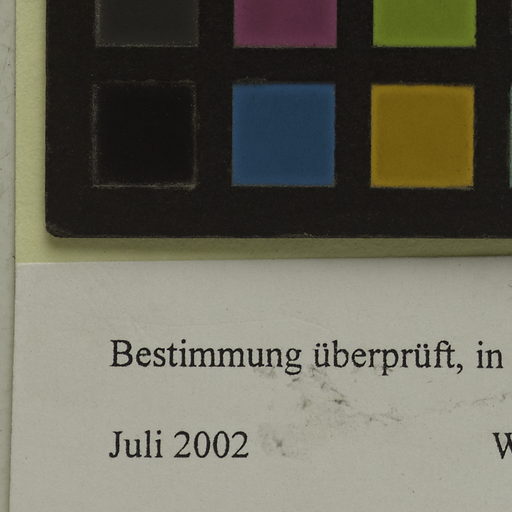 Bestimmung überprüft, in
Juli 2002